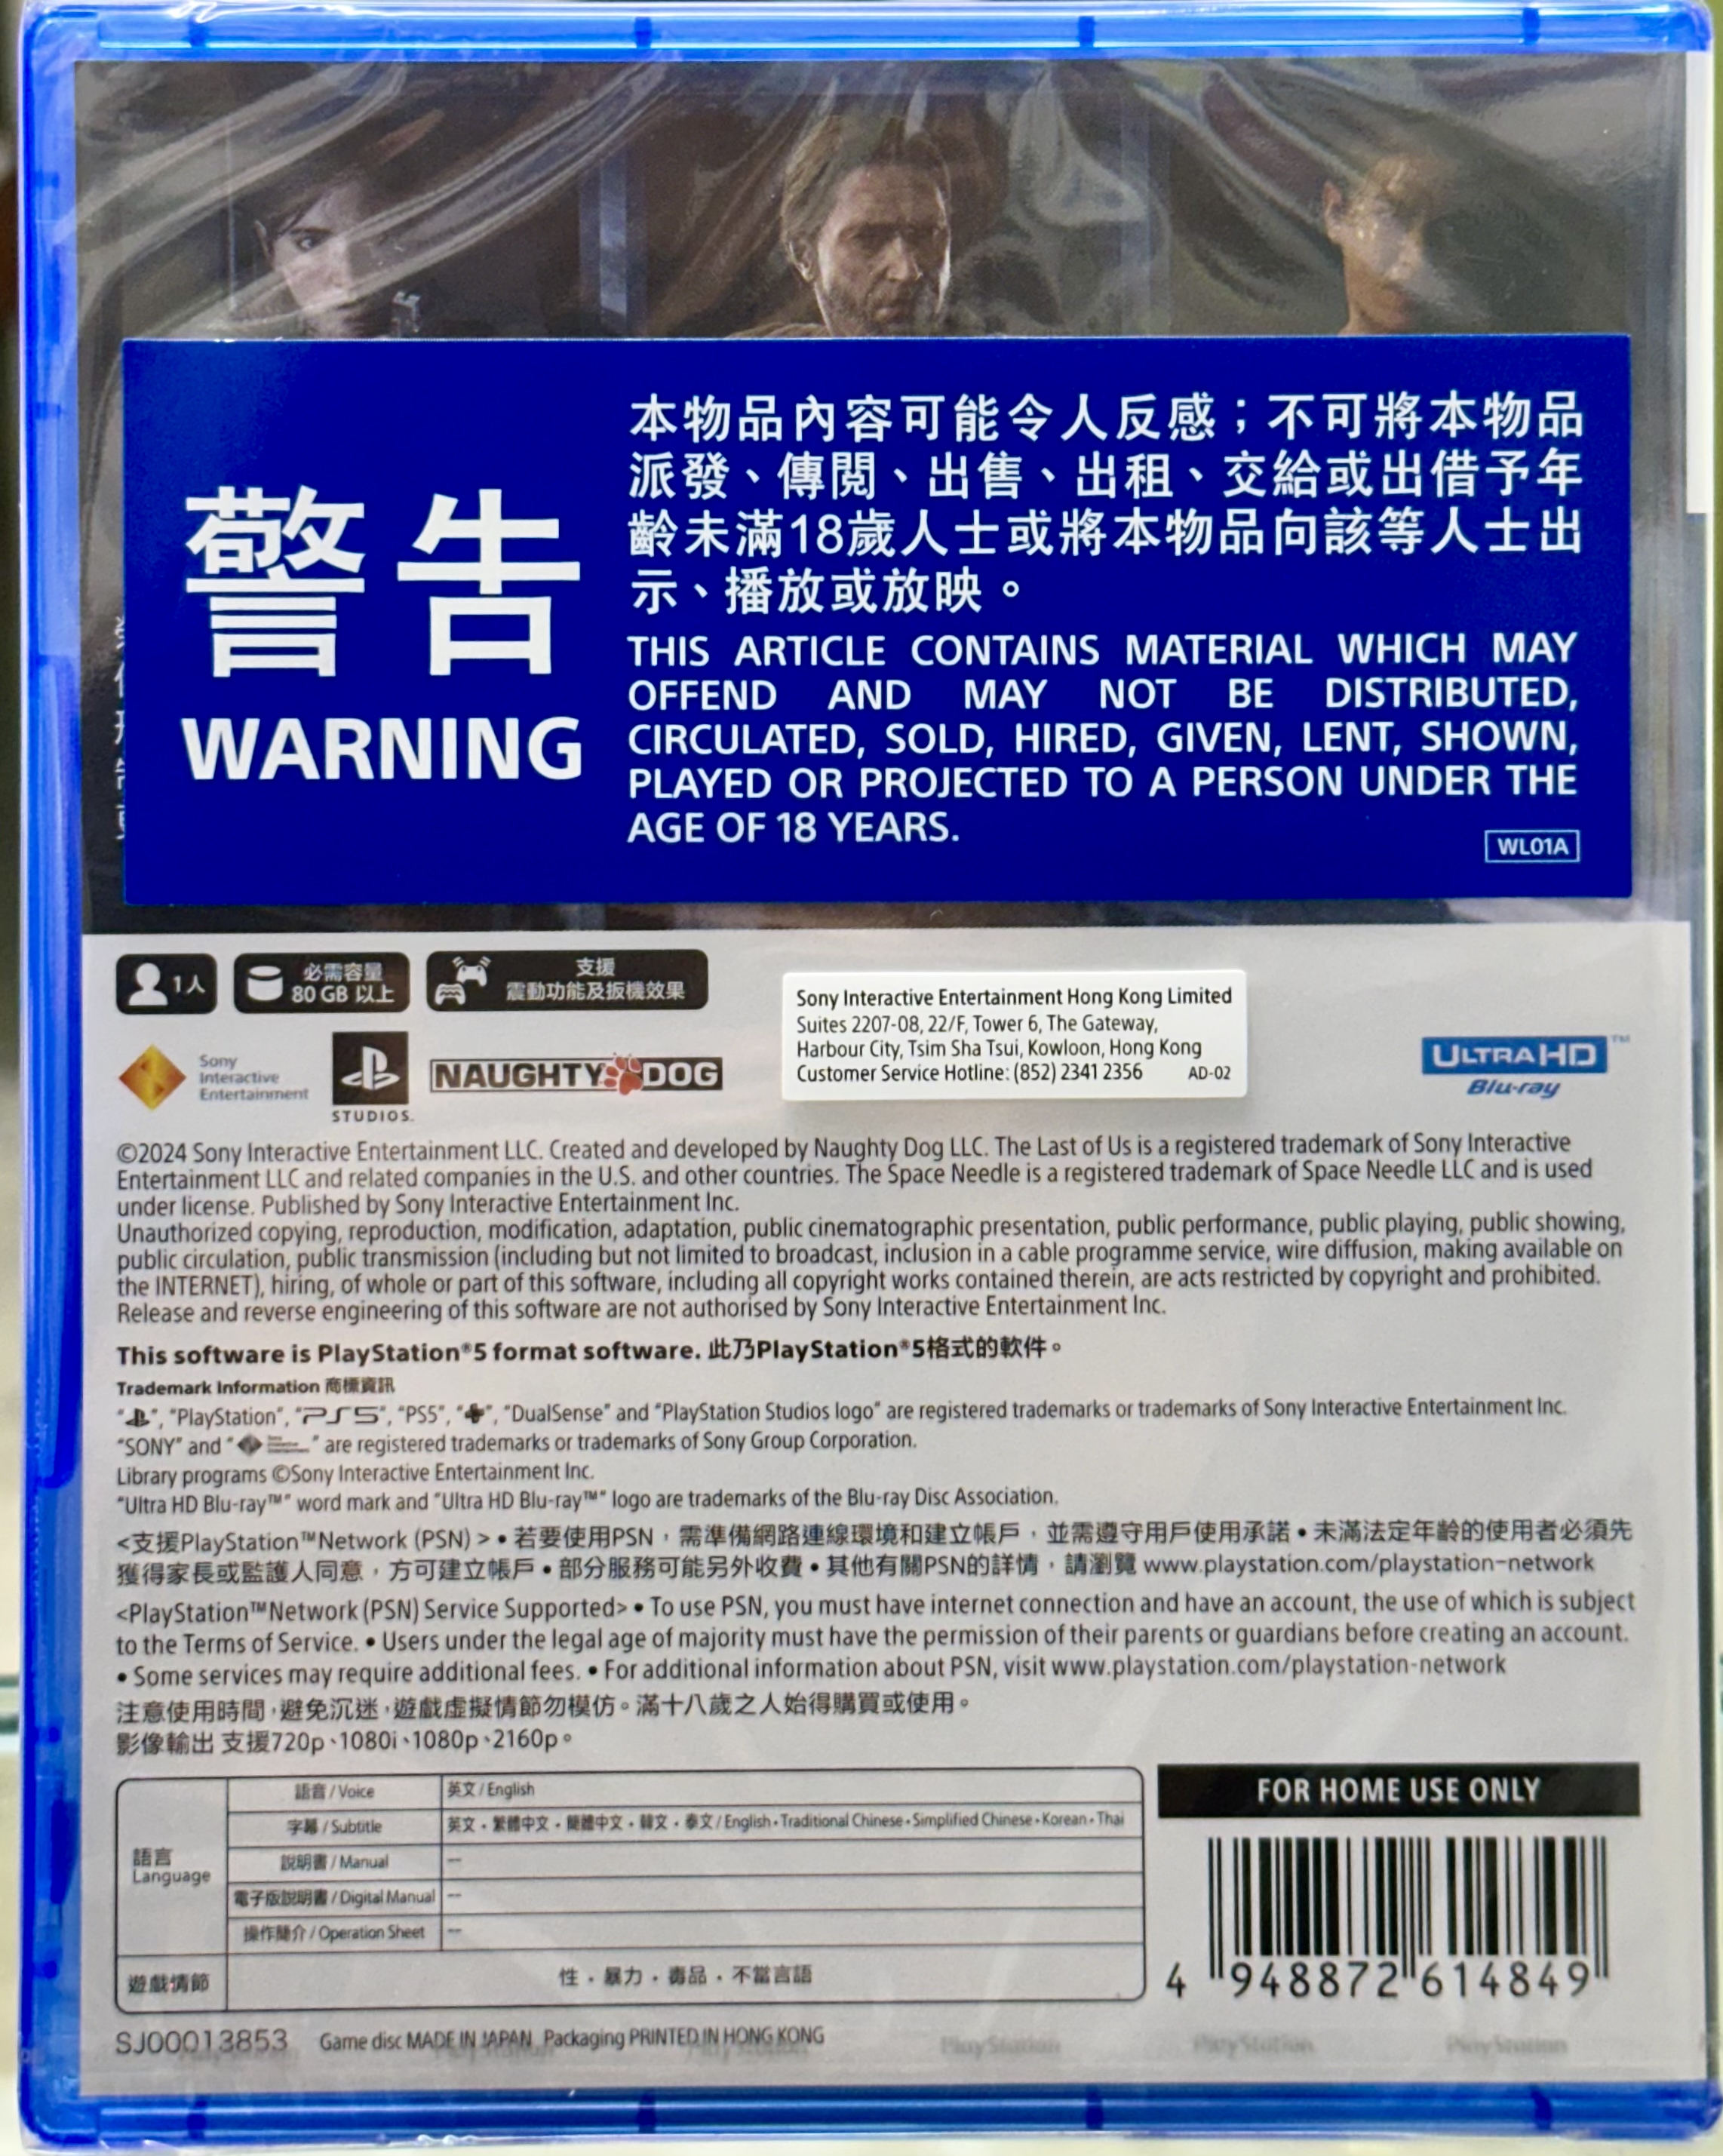 警告
WARNING
本物品內容可能令人反感；不可將本物品
派發、傳閱、出售、出租、交給或出借予年
齡未滿18歲人士或將本物品向該等人士出
示、播放或放映。
THIS ARTICLE CONTAINS MATERIAL WHICH MAY
OFFEND AND MAY NOT BE DISTRIBUTED,
CIRCULATED, SOLD, HIRED, GIVEN, LENT, SHOWN,
PLAYED OR PROJECTED TO A PERSON UNDER THE
AGE OF 18 YEARS.
WL01A
1人
必需容量
80 GB 以上
支援
震動功能及扳機效果
Sony
Interactive
Entertainment
STUDIOS
NAUGHTY DOG
Sony Interactive Entertainment Hong Kong Limited
Suites 2207-08, 22/F, Tower 6, The Gateway,
Harbour City, Tsim Sha Tsui, Kowloon, Hong Kong
Customer Service Hotline: (852) 2341 2356 AD-02
ULTRA HD™
Blu-ray
©2024 Sony Interactive Entertainment LLC. Created and developed by Naughty Dog LLC. The Last of Us is a registered trademark of Sony Interactive
Entertainment LLC and related companies in the U.S. and other countries. The Space Needle is a registered trademark of Space Needle LLC and is used
under license. Published by Sony Interactive Entertainment Inc.
Unauthorized copying, reproduction, modification, adaptation, public cinematographic presentation, public performance, public playing, public showing,
public circulation, public transmission (including but not limited to broadcast, inclusion in a cable programme service, wire diffusion, making available on
the INTERNET), hiring, of whole or part of this software, including all copyright works contained therein, are acts restricted by copyright and prohibited.
Release and reverse engineering of this software are not authorised by Sony Interactive Entertainment Inc.
This software is PlayStation®5 format software. 此乃PlayStation®5格式的軟件。
Trademark Information 商標資訊
“ ”, “PlayStation”, “PS5”, “PS5”, “ ”, “DualSense” and “PlayStation Studios logo” are registered trademarks or trademarks of Sony Interactive Entertainment Inc.
“SONY” and “ ” are registered trademarks or trademarks of Sony Group Corporation.
Library programs ©Sony Interactive Entertainment Inc.
“Ultra HD Blu-ray™” word mark and “Ultra HD Blu-ray™” logo are trademarks of the Blu-ray Disc Association.
<支援PlayStation™Network (PSN) > • 若要使用PSN，需準備網路連線環境和建立帳戶，並需遵守用戶使用承諾 • 未滿法定年齡的使用者必須先
獲得家長或監護人同意，方可建立帳戶 • 部分服務可能另外收費 • 其他有關PSN的詳情，請瀏覽 www.playstation.com/playstation-network
<PlayStation™Network (PSN) Service Supported> • To use PSN, you must have internet connection and have an account, the use of which is subject
to the Terms of Service. • Users under the legal age of majority must have the permission of their parents or guardians before creating an account.
• Some services may require additional fees. • For additional information about PSN, visit www.playstation.com/playstation-network
注意使用時間，避免沉迷，遊戲虛擬情節勿模仿。滿十八歲之人始得購買或使用。
影像輸出 支援720p、1080i、1080p、2160p。
語言
Language
語音 / Voice 英文 / English
字幕 / Subtitle 英文・繁體中文・簡體中文・韓文・泰文 / English・Traditional Chinese・Simplified Chinese・Korean・Thai
說明書 / Manual —
電子版說明書 / Digital Manual —
操作簡介 / Operation Sheet —
遊戲情節 性・暴力・毒品・不當言語
FOR HOME USE ONLY
4 948872 614849
SJ00013853 Game disc MADE IN JAPAN Packaging PRINTED IN HONG KONG
PlayStation PlayStation PlayStation